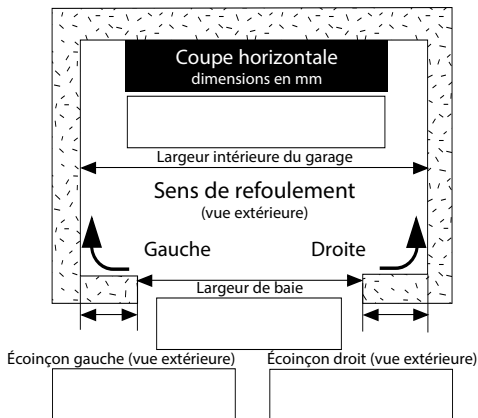 Coupe horizontale
dimensions en mm
Largeur intérieure du garage
Sens de refoulement
(vue extérieure)
Gauche
Droite
Largeur de baie
Écoinçon gauche (vue extérieure)
Écoinçon droit (vue extérieure)